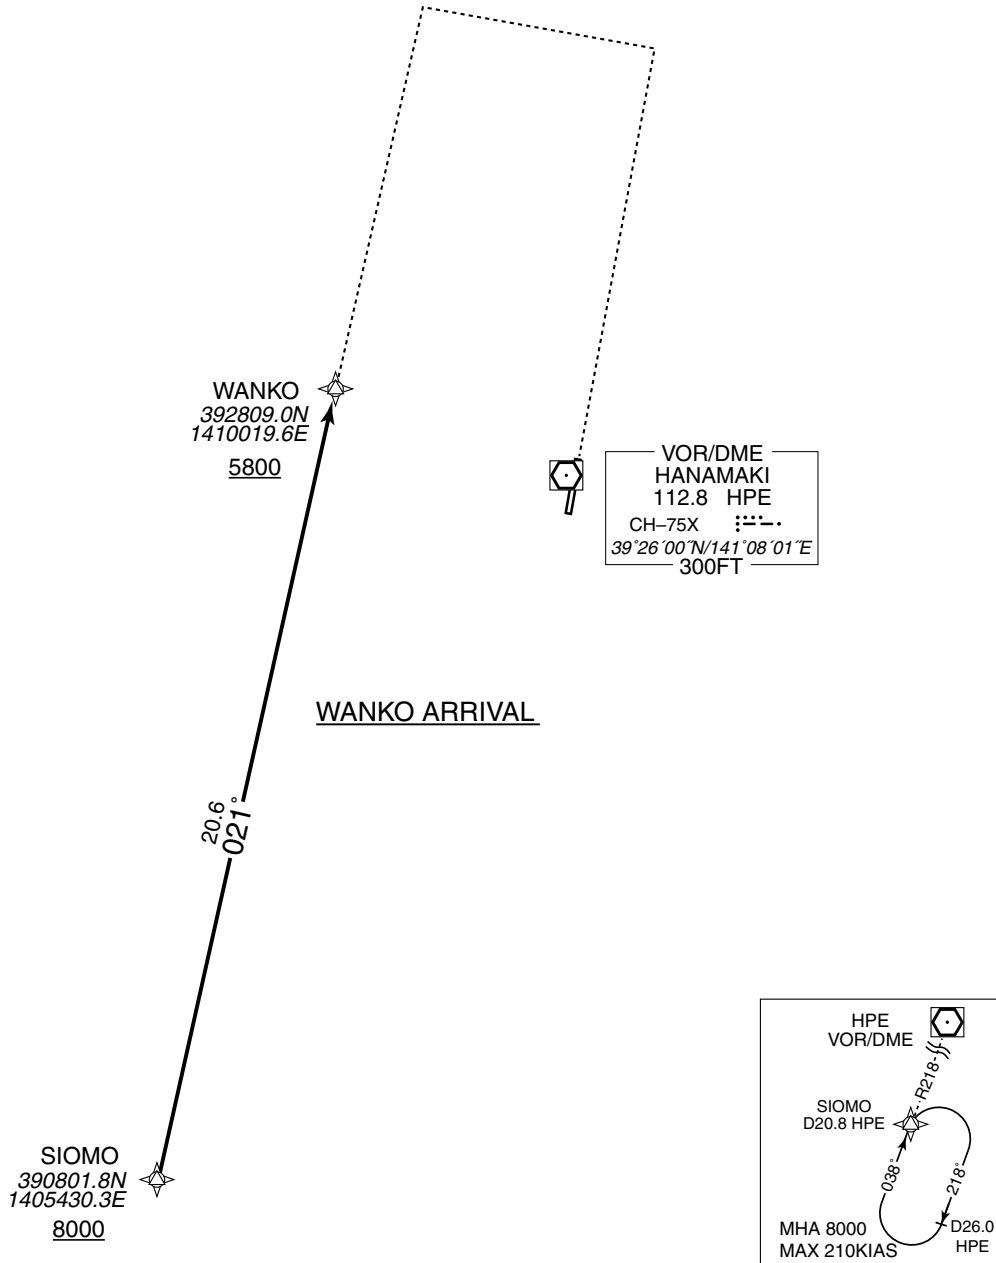 WANKO
392809.0N
1410019.6E
5800
VOR/DME
HANAMAKI
112.8 HPE
CH–75X
39°26´00˝N/141°08´01˝E
300FT
WANKO ARRIVAL
20.6
021°
SIOMO
390801.8N
1405430.3E
8000
HPE
VOR/DME
R218
SIOMO
D20.8 HPE
038°
218°
D26.0
HPE
MHA 8000
MAX 210KIAS